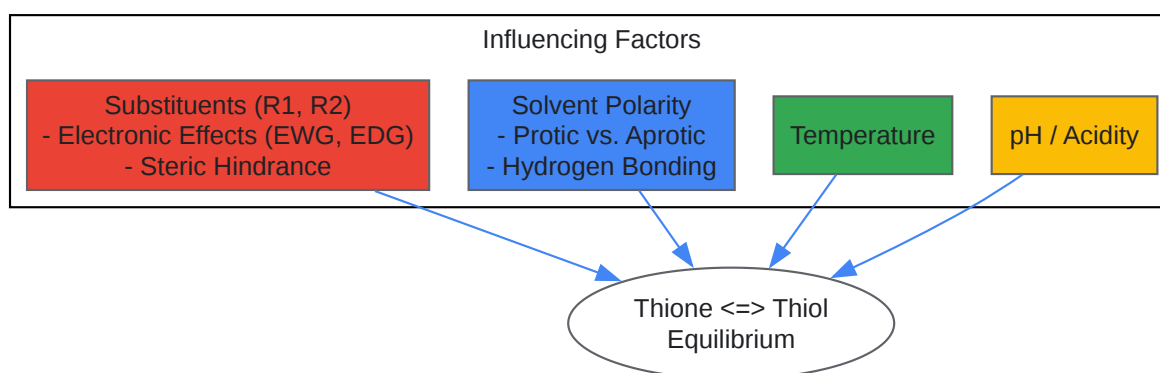 Influencing Factors
Substituents (R1, R2)
- Electronic Effects (EWG, EDG)
- Steric Hindrance
Solvent Polarity
- Protic vs. Aprotic
- Hydrogen Bonding
Temperature
pH / Acidity
Thione <=> Thiol
Equilibrium